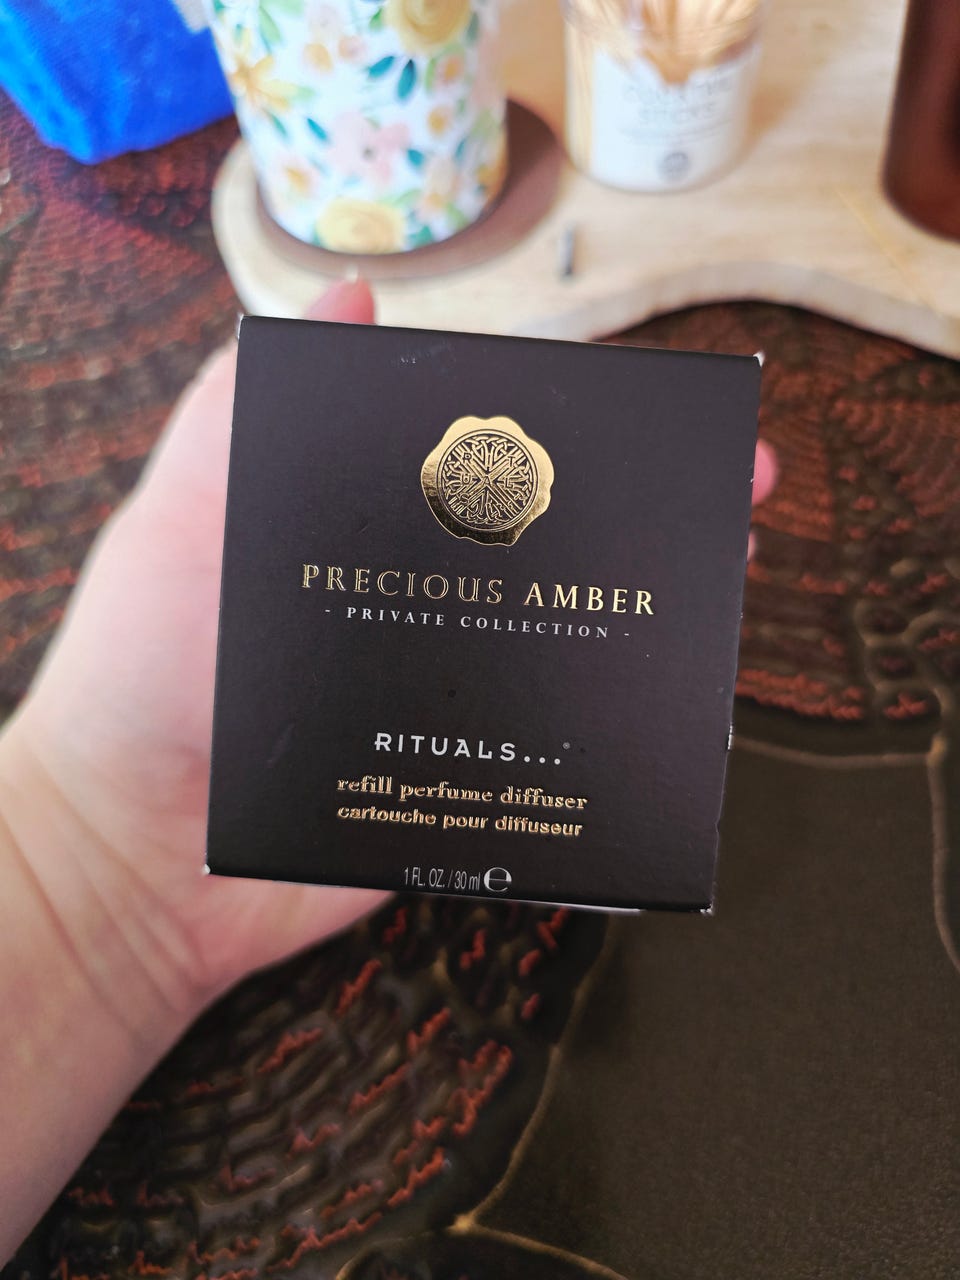 PRECIOUS AMBER
- PRIVATE COLLECTION -
RITUALS...®
refill perfume diffuser
cartouche pour diffuseur
1 FL. OZ. / 30 ml ℮